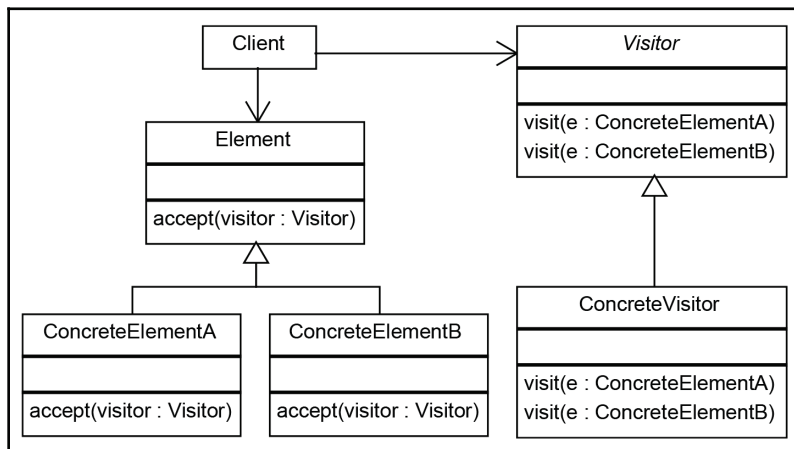 Client
Visitor
visit(e : ConcreteElementA)
visit(e : ConcreteElementB)
Element
accept(visitor : Visitor)
ConcreteElementA
accept(visitor : Visitor)
ConcreteElementB
accept(visitor : Visitor)
ConcreteVisitor
visit(e : ConcreteElementA)
visit(e : ConcreteElementB)